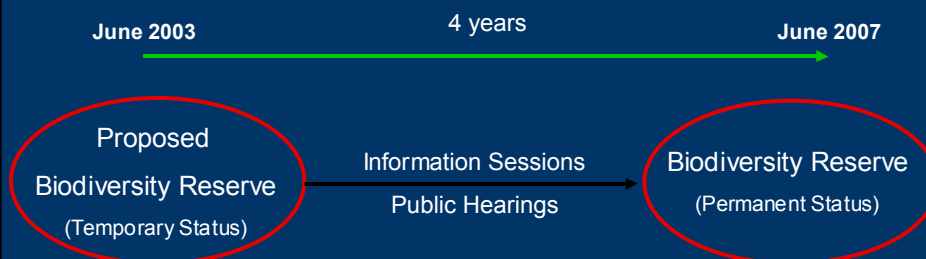 June 2003
4 years
June 2007
Proposed
Biodiversity Reserve
(Temporary Status)
Information Sessions
Public Hearings
Biodiversity Reserve
(Permanent Status)